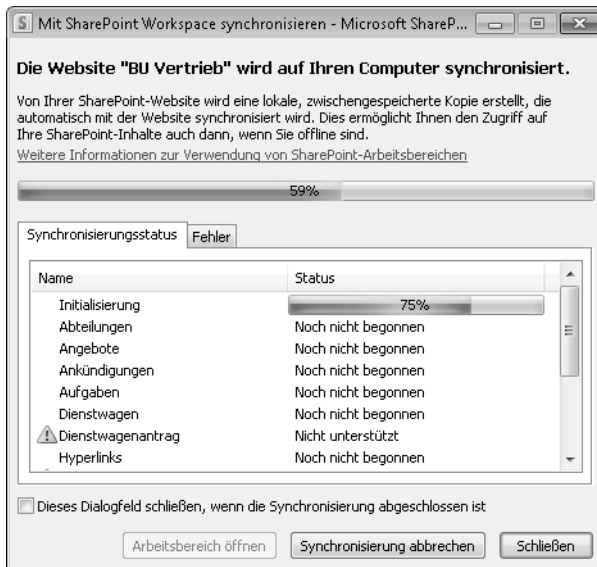 Mit SharePoint Workspace synchronisieren - Microsoft ShareP...
Die Website "BU Vertrieb" wird auf Ihren Computer synchronisiert.
Von Ihrer SharePoint-Website wird eine lokale, zwischengespeicherte Kopie erstellt, die
automatisch mit der Website synchronisiert wird. Dies ermöglicht Ihnen den Zugriff auf
Ihre SharePoint-Inhalte auch dann, wenn Sie offline sind.
Weitere Informationen zur Verwendung von SharePoint-Arbeitsbereichen
59%
Synchronisierungsstatus Fehler
Name Status
Initialisierung 75%
Abteilungen Noch nicht begonnen
Angebote Noch nicht begonnen
Ankündigungen Noch nicht begonnen
Aufgaben Noch nicht begonnen
Dienstwagen Noch nicht begonnen
Dienstwagenantrag Nicht unterstützt
Hyperlinks Noch nicht begonnen
Dieses Dialogfeld schließen, wenn die Synchronisierung abgeschlossen ist
Arbeitsbereich öffnen Synchronisierung abbrechen Schließen